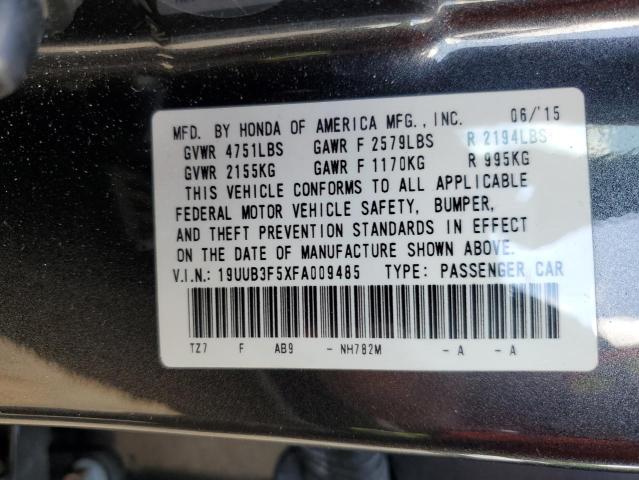 MFD. BY HONDA OF AMERICA MFG., INC. 06/'15
GVWR 4751LBS GAWR F 2579LBS R 2194LBS
GVWR 2155KG GAWR F 1170KG R 995KG
THIS VEHICLE CONFORMS TO ALL APPLICABLE
FEDERAL MOTOR VEHICLE SAFETY, BUMPER,
AND THEFT PREVENTION STANDARDS IN EFFECT
ON THE DATE OF MANUFACTURE SHOWN ABOVE.
V.I.N.: 19UUB3F5XFA009485 TYPE: PASSENGER CAR
TZ7 F AB9 - NH782M - A - A